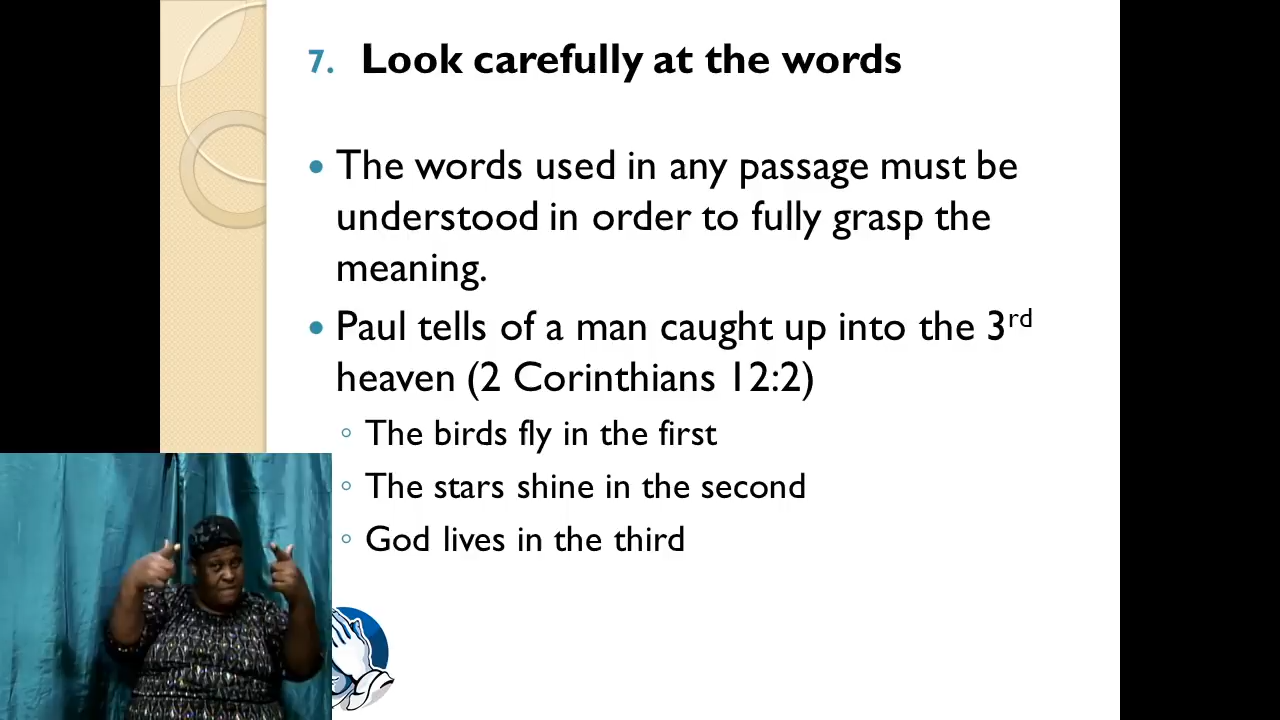 7. Look carefully at the words
• The words used in any passage must be
understood in order to fully grasp the
meaning.
• Paul tells of a man caught up into the 3rd
heaven (2 Corinthians 12:2)
◦ The birds fly in the first
◦ The stars shine in the second
◦ God lives in the third